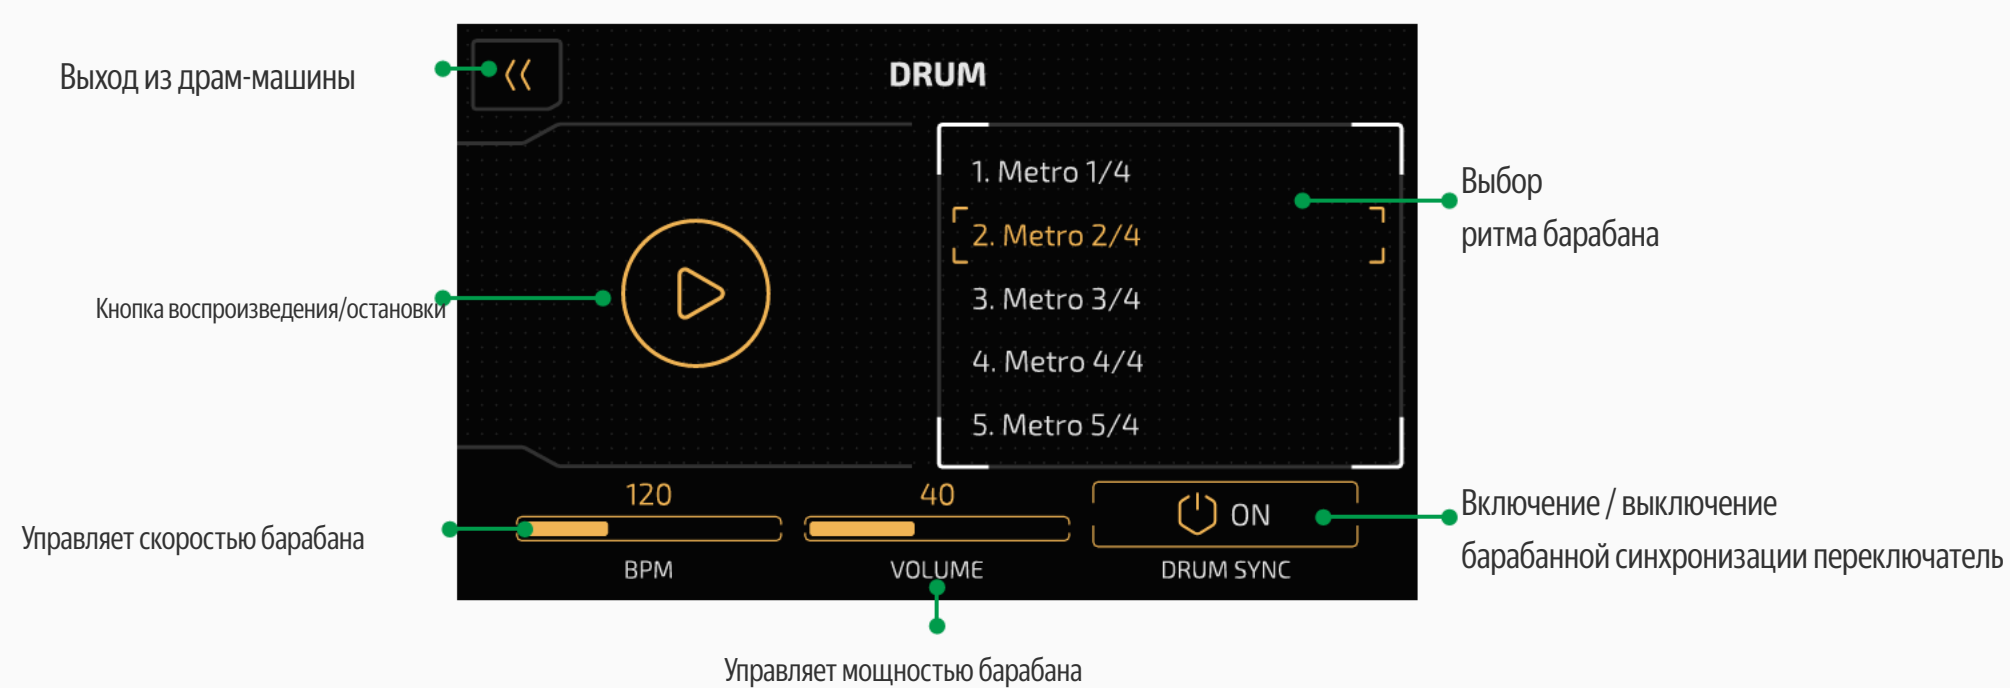 Выход из драм-машины
DRUM
1. Metro 1/4
Выбор
ритма барабана
2. Metro 2/4
Кнопка воспроизведения/остановки
3. Metro 3/4
4. Metro 4/4
5. Metro 5/4
120
40
ON
Включение / выключение
барабанной синхронизации переключатель
Управляет скоростью барабана
BPM
VOLUME
DRUM SYNC
Управляет мощностью барабана